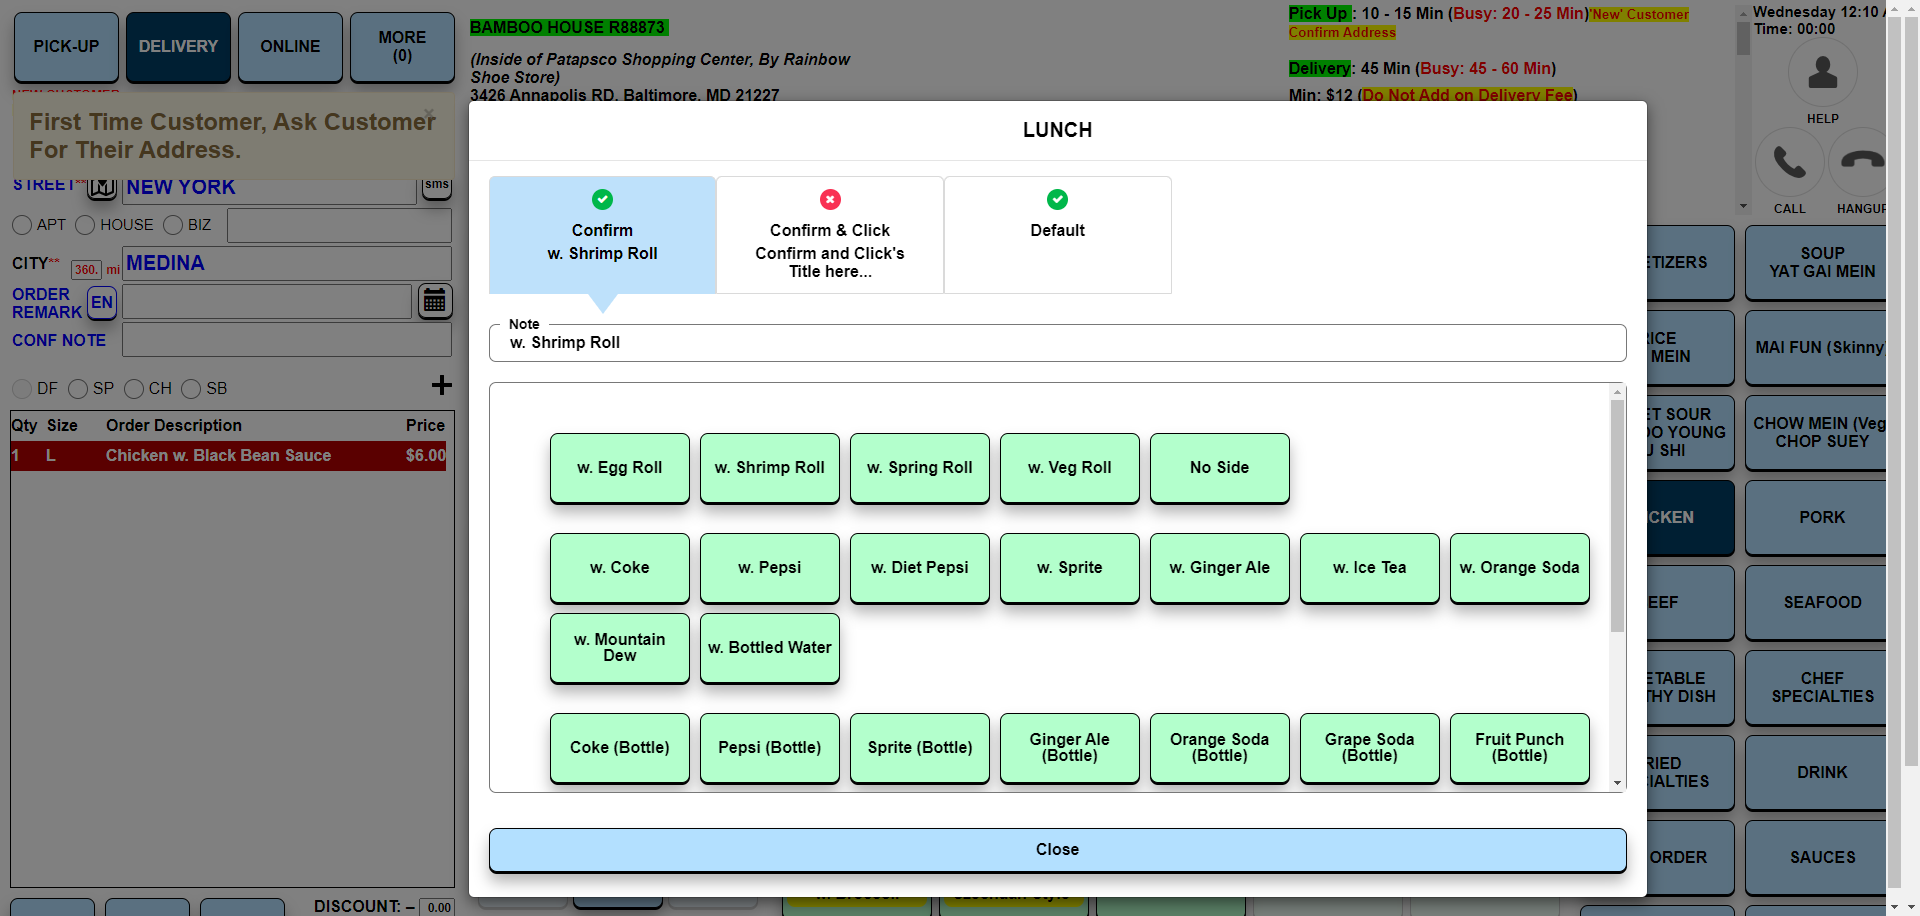 PICK-UP
DELIVERY
ONLINE
MORE
(0)
First Time Customer, Ask Customer
For Their Address.
×
STREET**
NEW YORK
sms
APT
HOUSE
BIZ
CITY**
360.
mi
MEDINA
ORDER
REMARK
EN
CONF NOTE
DF
SP
CH
SB
+
Qty
Size
Order Description
Price
1
L
Chicken w. Black Bean Sauce
$6.00
DISCOUNT: –
0.00
BAMBOO HOUSE R88873
(Inside of Patapsco Shopping Center, By Rainbow
Shoe Store)
3426 Annapolis RD, Baltimore, MD 21227
Pick Up : 10 - 15 Min (Busy: 20 - 25 Min)'New' Customer
Confirm Address
Delivery: 45 Min (Busy: 45 - 60 Min)
Min: $12 (Do Not Add on Delivery Fee)
Wednesday 12:10
Time: 00:00
HELP
CALL
HANGUP
LUNCH
Confirm
w. Shrimp Roll
Confirm & Click
Confirm and Click's
Title here...
Default
Note
w. Shrimp Roll
w. Egg Roll
w. Shrimp Roll
w. Spring Roll
w. Veg Roll
No Side
w. Coke
w. Pepsi
w. Diet Pepsi
w. Sprite
w. Ginger Ale
w. Ice Tea
w. Orange Soda
w. Mountain
Dew
w. Bottled Water
Coke (Bottle)
Pepsi (Bottle)
Sprite (Bottle)
Ginger Ale
(Bottle)
Orange Soda
(Bottle)
Grape Soda
(Bottle)
Fruit Punch
(Bottle)
Close
ETIZERS
SOUP
YAT GAI MEIN
ICE
MEIN
MAI FUN (Skinny)
ET SOUR
OO YOUNG
U SHI
CHOW MEIN (Veg
CHOP SUEY
CKEN
PORK
EEF
SEAFOOD
ETABLE
THY DISH
CHEF
SPECIALTIES
RIED
IALTIES
DRINK
ORDER
SAUCES